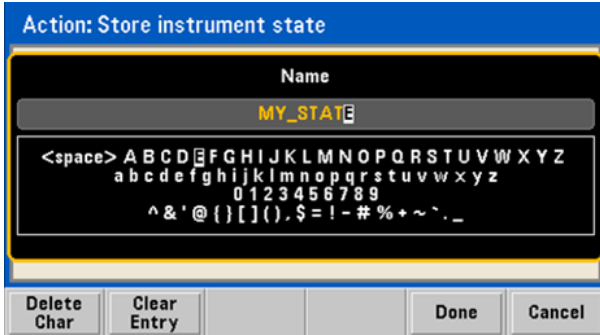 Action: Store instrument state
Name
MY_STATE
<space> A B C D E F G H I J K L M N O P Q R S T U V W X Y Z
a b c d e f g h i j k l m n o p q r s t u v w x y z
0 1 2 3 4 5 6 7 8 9
^ & ' @ { } [ ] ( ) , $ = ! - # % + ~ ` . _
Delete Char
Clear Entry
Done
Cancel